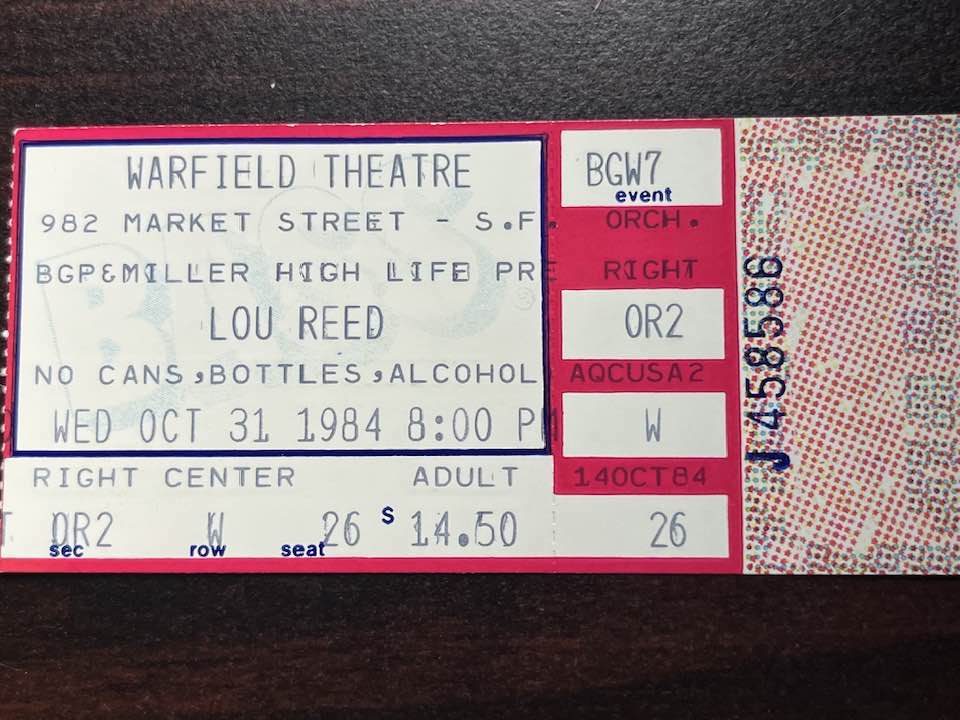 WARFIELD THEATRE
982 MARKET STREET - S.F.
BGP&MILLER HIGH LIFE PRE
LOU REED
NO CANS,BOTTLES,ALCOHOL
WED OCT 31 1984 8:00 PM
RIGHT CENTER ADULT
OR2 W 26 $ 14.50
sec row seat
BGW7
event
ORCH.
RIGHT
OR2
AQCUSA2
W
14OCT84
26
J458586
BASS